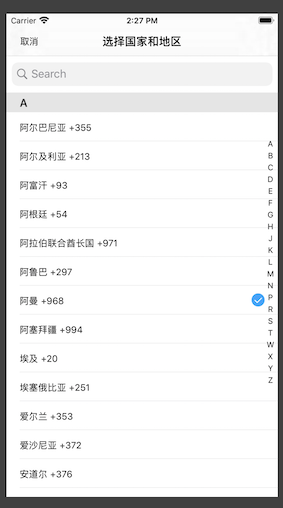 Carrier 2:27 PM
取消 选择国家和地区
Search
A
阿尔巴尼亚 +355
阿尔及利亚 +213
阿富汗 +93
阿根廷 +54
阿拉伯联合酋长国 +971
阿鲁巴 +297
阿曼 +968
阿塞拜疆 +994
埃及 +20
埃塞俄比亚 +251
爱尔兰 +353
爱沙尼亚 +372
安道尔 +376
A
B
C
D
E
F
G
H
J
K
L
M
N
P
R
S
T
W
X
Y
Z